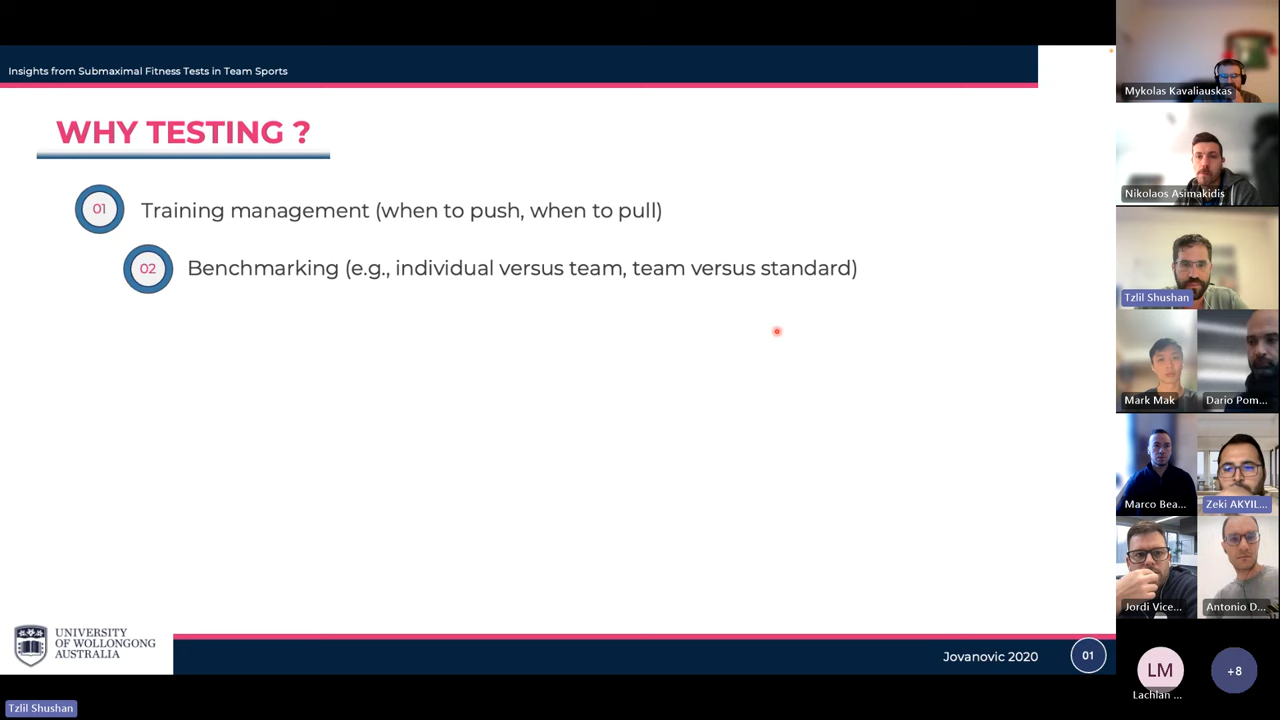 Insights from Submaximal Fitness Tests in Team Sports
WHY TESTING ?
01
Training management (when to push, when to pull)
02
Benchmarking (e.g., individual versus team, team versus standard)
UNIVERSITY
OF WOLLONGONG
AUSTRALIA
Jovanovic 2020
01
Tzlil Shushan
Mykolas Kavaliauskas
Nikolaos Asimakidis
Tzlil Shushan
Mark Mak
Dario Pom...
Marco Bea...
Zeki AKYIL...
Jordi Vice...
Antonio D...
LM
Lachlan ...
+8